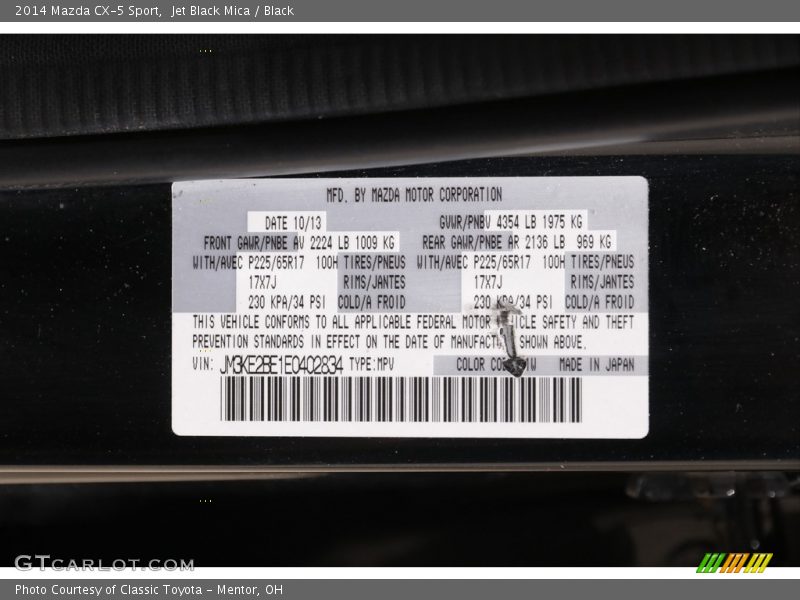 2014 Mazda CX-5 Sport,  Jet Black Mica / Black
MFD. BY MAZDA MOTOR CORPORATION
DATE 10/13 GVWR/PNBV 4354 LB 1975 KG
FRONT GAWR/PNBE AV 2224 LB 1009 KG REAR GAWR/PNBE AR 2136 LB 969 KG
WITH/AVEC P225/65R17 100H TIRES/PNEUS WITH/AVEC P225/65R17 100H TIRES/PNEUS
17X7J RIMS/JANTES 17X7J RIMS/JANTES
230 KPA/34 PSI COLD/A FROID 230 KPA/34 PSI COLD/A FROID
THIS VEHICLE CONFORMS TO ALL APPLICABLE FEDERAL MOTOR SAFETY AND THEFT
PREVENTION STANDARDS IN EFFECT ON THE DATE OF SHOWN ABOVE.
VIN: JM3KE2BE1E0402834 TYPE:MPV COLOR MADE IN JAPAN
GTCARLOT.COM
Photo Courtesy of Classic Toyota - Mentor, OH